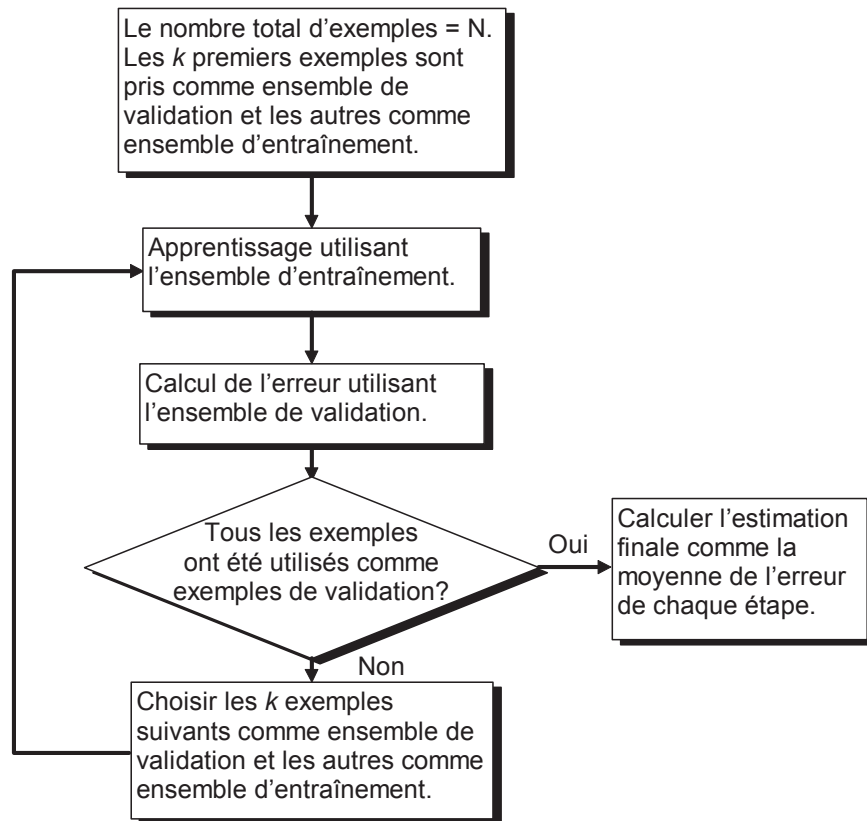 Le nombre total d’exemples = N.
Les k premiers exemples sont
pris comme ensemble de
validation et les autres comme
ensemble d’entraînement.
Apprentissage utilisant
l’ensemble d’entraînement.
Calcul de l’erreur utilisant
l’ensemble de validation.
Tous les exemples
ont été utilisés comme
exemples de validation?
Oui
Calculer l’estimation
finale comme la
moyenne de l’erreur
de chaque étape.
Non
Choisir les k exemples
suivants comme ensemble de
validation et les autres comme
ensemble d’entraînement.